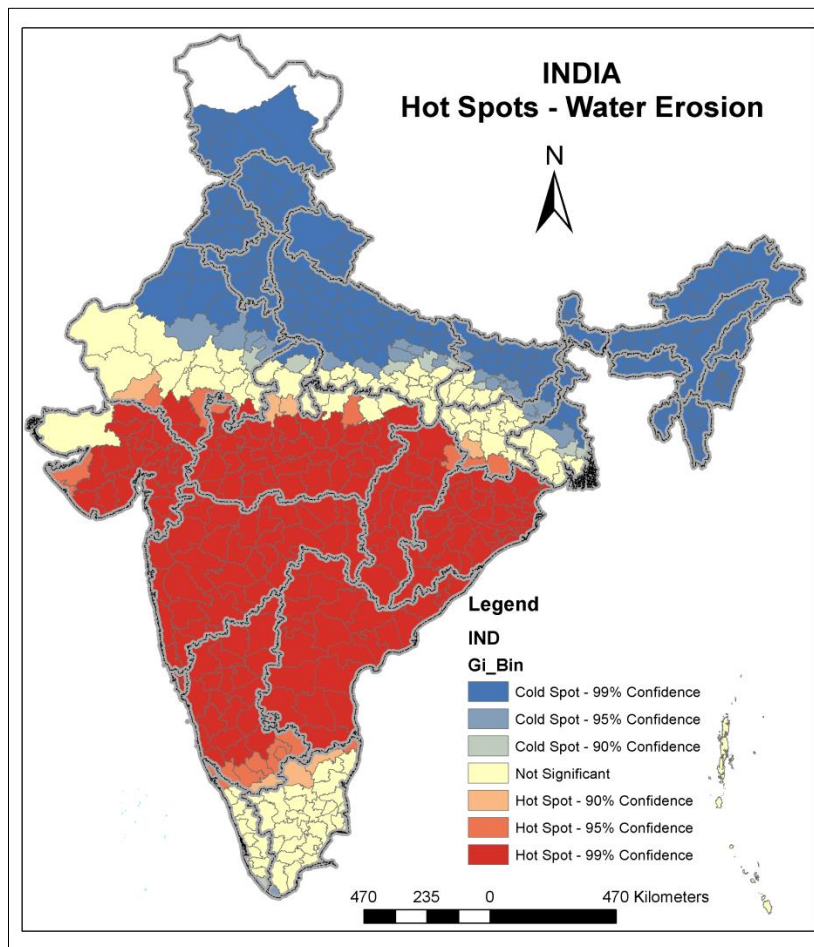 INDIA
Hot Spots - Water Erosion
N
Legend
IND
Gi_Bin
Cold Spot - 99% Confidence
Cold Spot - 95% Confidence
Cold Spot - 90% Confidence
Not Significant
Hot Spot - 90% Confidence
Hot Spot - 95% Confidence
Hot Spot - 99% Confidence
470 235 0 470 Kilometers